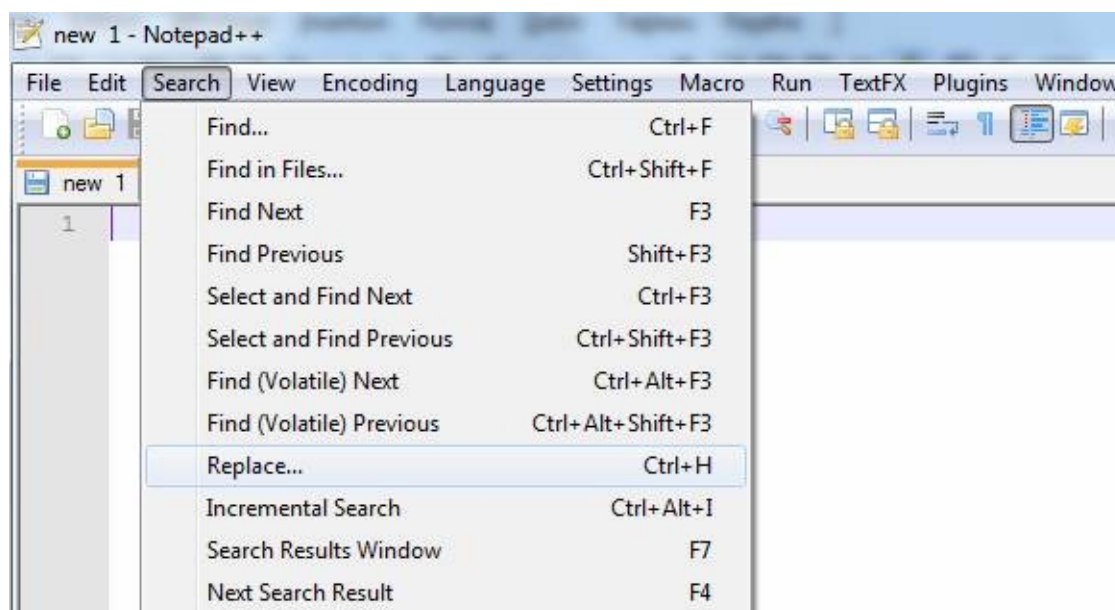 new 1 - Notepad++
File Edit Search View Encoding Language Settings Macro Run TextFX Plugins Window
new 1
1
Find... Ctrl+F
Find in Files... Ctrl+Shift+F
Find Next F3
Find Previous Shift+F3
Select and Find Next Ctrl+F3
Select and Find Previous Ctrl+Shift+F3
Find (Volatile) Next Ctrl+Alt+F3
Find (Volatile) Previous Ctrl+Alt+Shift+F3
Replace... Ctrl+H
Incremental Search Ctrl+Alt+I
Search Results Window F7
Next Search Result F4